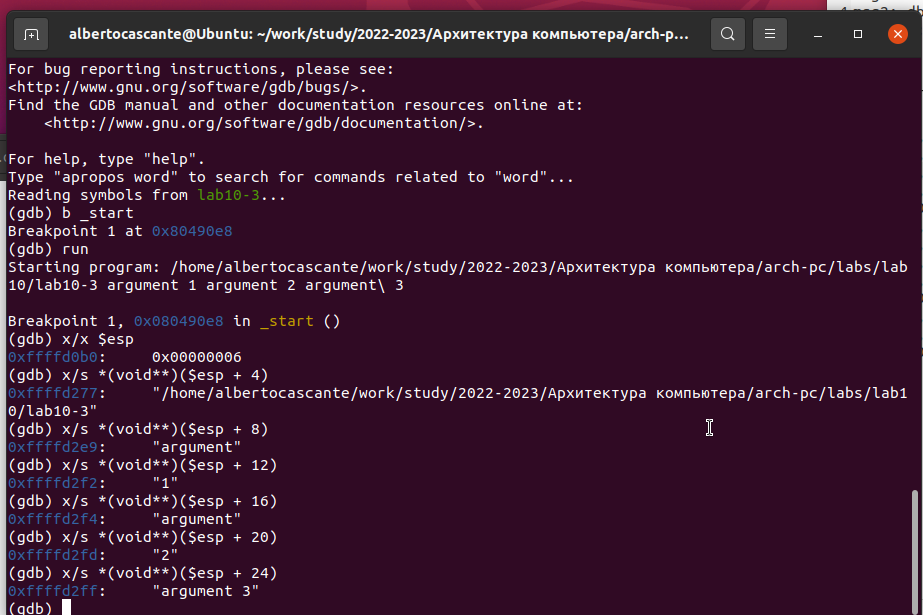 albertocascante@Ubuntu: ~/work/study/2022-2023/Архитектура компьютера/arch-p...
For bug reporting instructions, please see:
<http://www.gnu.org/software/gdb/bugs/>.
Find the GDB manual and other documentation resources online at:
    <http://www.gnu.org/software/gdb/documentation/>.

For help, type "help".
Type "apropos word" to search for commands related to "word"...
Reading symbols from lab10-3...
(gdb) b _start
Breakpoint 1 at 0x80490e8
(gdb) run
Starting program: /home/albertocascante/work/study/2022-2023/Архитектура компьютера/arch-pc/labs/lab
10/lab10-3 argument 1 argument 2 argument\ 3

Breakpoint 1, 0x080490e8 in _start ()
(gdb) x/x $esp
0xffffd0b0:     0x00000006
(gdb) x/s *(void**)($esp + 4)
0xffffd277:     "/home/albertocascante/work/study/2022-2023/Архитектура компьютера/arch-pc/labs/lab1
0/lab10-3"
(gdb) x/s *(void**)($esp + 8)
0xffffd2e9:     "argument"
(gdb) x/s *(void**)($esp + 12)
0xffffd2f2:     "1"
(gdb) x/s *(void**)($esp + 16)
0xffffd2f4:     "argument"
(gdb) x/s *(void**)($esp + 20)
0xffffd2fd:     "2"
(gdb) x/s *(void**)($esp + 24)
0xffffd2ff:     "argument 3"
(gdb)